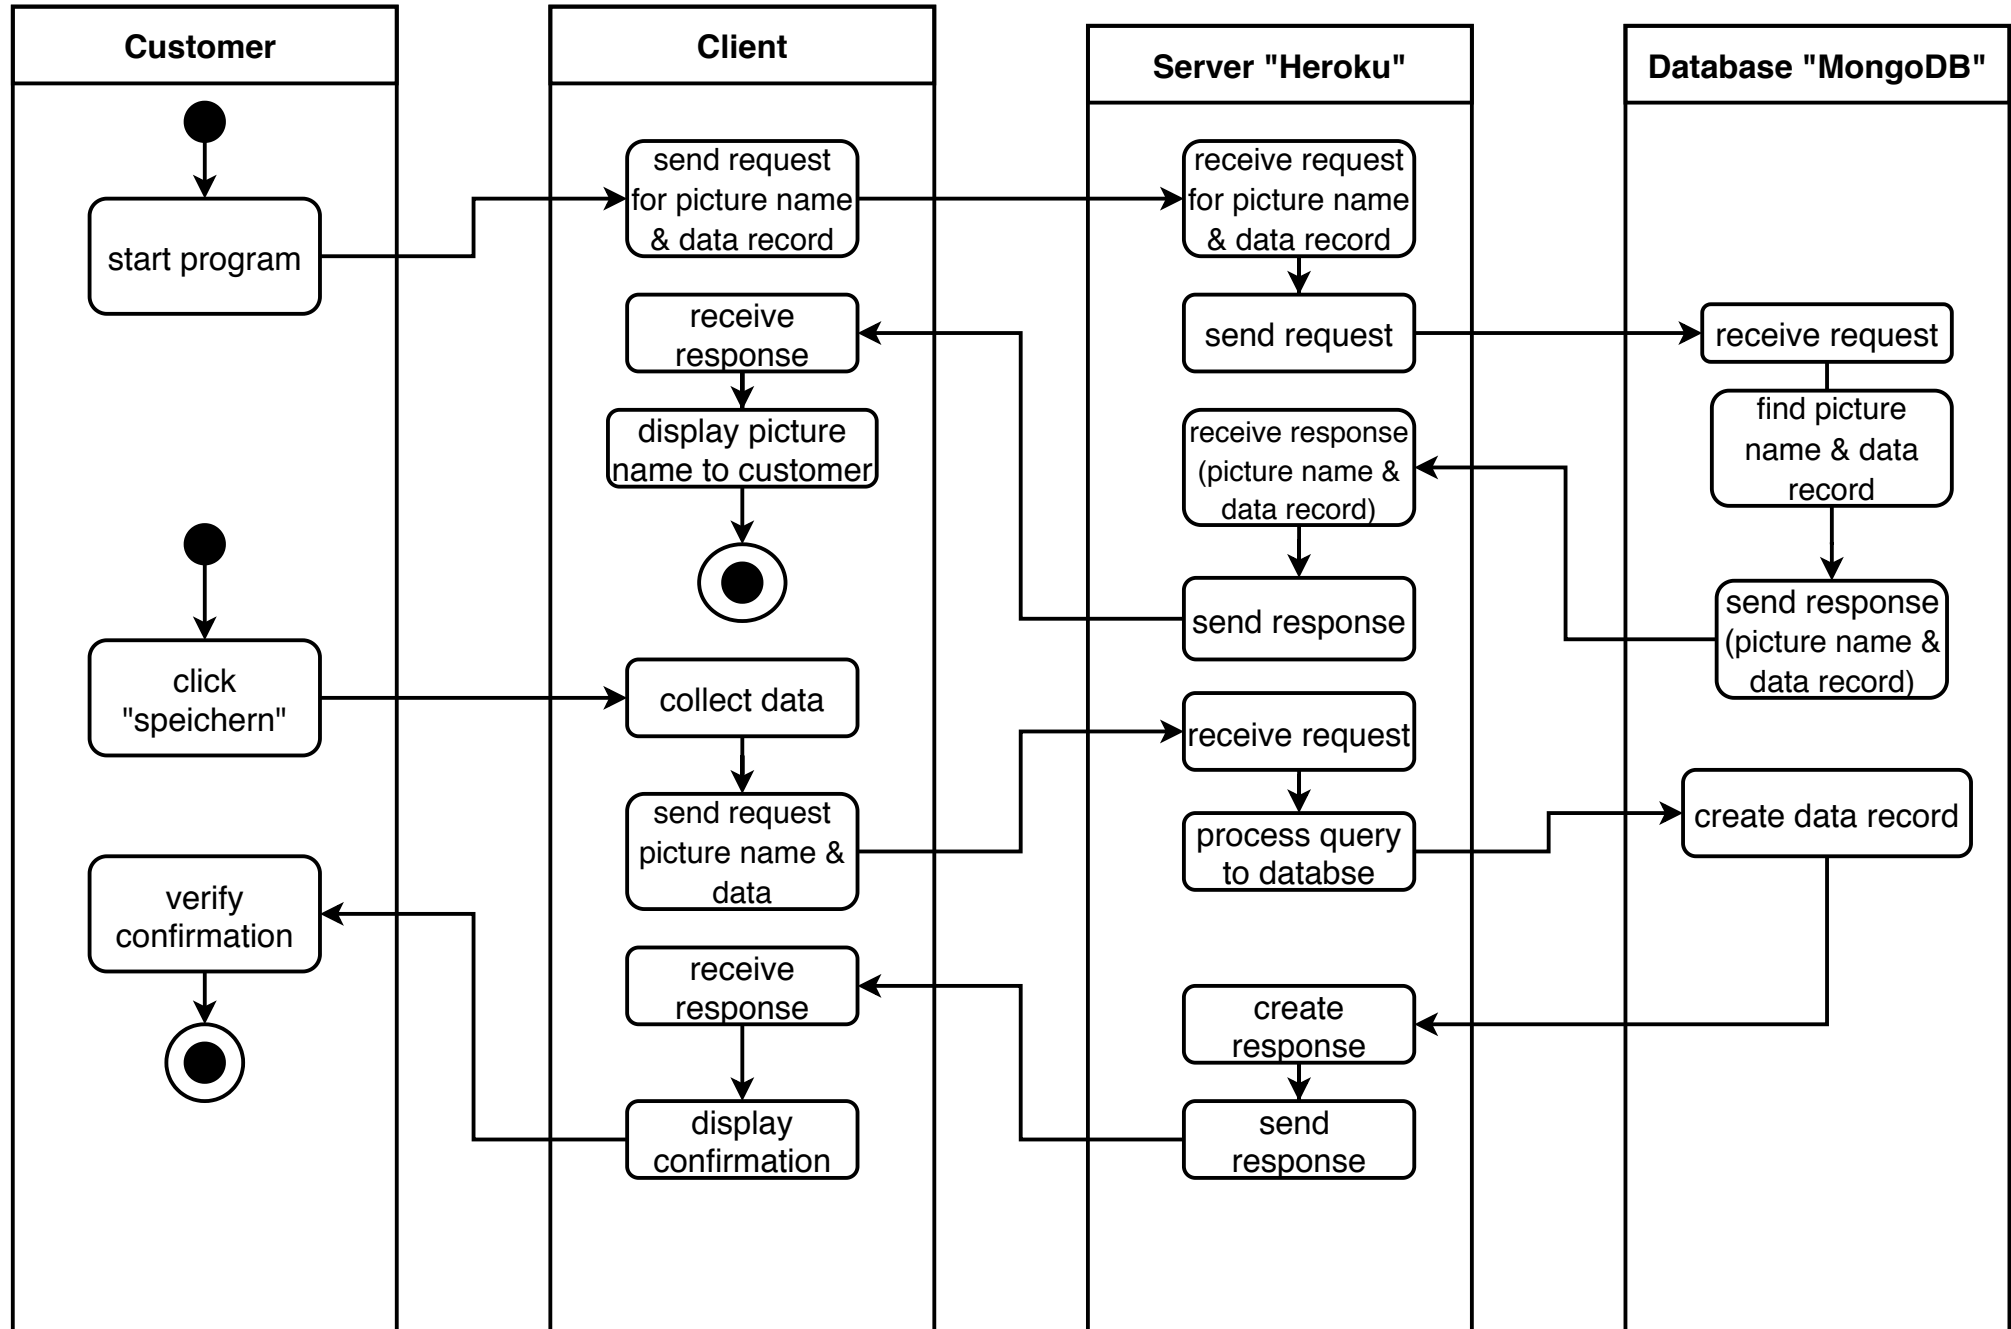 Customer
start program
click
"speichern"
verify
confirmation
Client
send request
for picture name
& data record
receive
response
display picture
name to customer
collect data
send request
picture name &
data
receive
response
display
confirmation
Server "Heroku"
receive request
for picture name
& data record
send request
receive response
(picture name &
data record)
send response
receive request
process query
to databse
create
response
send
response
Database "MongoDB"
receive request
find picture
name & data
record
send response
(picture name &
data record)
create data record